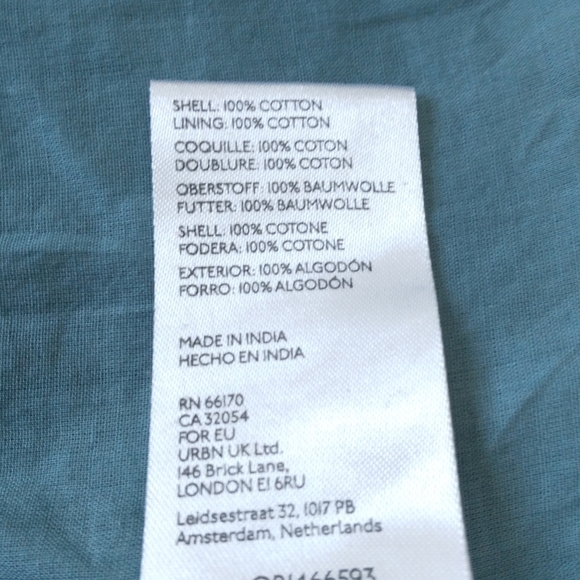 SHELL: 100% COTTON
LINING: 100% COTTON
COQUILLE: 100% COTON
DOUBLURE: 100% COTON
OBERSTOFF: 100% BAUMWOLLE
FUTTER: 100% BAUMWOLLE
SHELL: 100% COTONE
FODERA: 100% COTONE
EXTERIOR: 100% ALGODÓN
FORRO: 100% ALGODÓN
MADE IN INDIA
HECHO EN INDIA
RN 66170
CA 32054
FOR EU
URBN UK Ltd.
146 Brick Lane,
LONDON E1 6RU
Leidsestraat 32, 1017 PB
Amsterdam, Netherlands